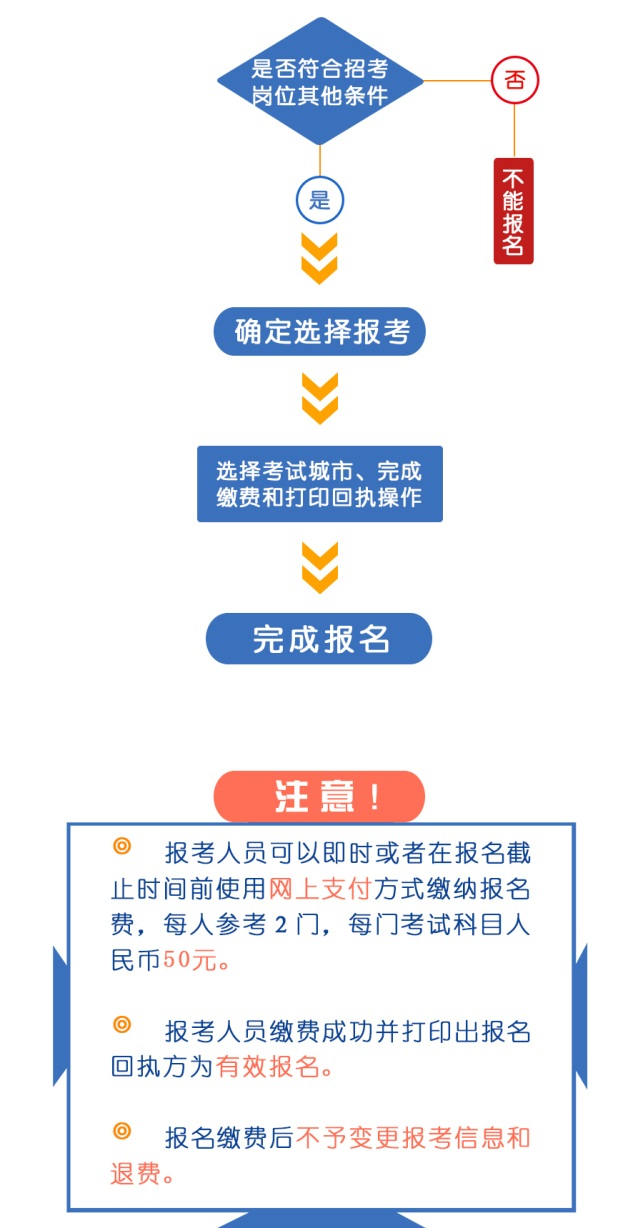 是否符合招考
岗位其他条件
否
是
不能报名
确定选择报考
选择考试城市、完成
缴费和打印回执操作
完成报名
注意！
报考人员可以即时或者在报名截
止时间前使用网上支付方式缴纳报名
费，每人参考2门，每门考试科目人
民币50元。
报考人员缴费成功并打印出报名
回执方为有效报名。
报名缴费后不予变更报考信息和
退费。